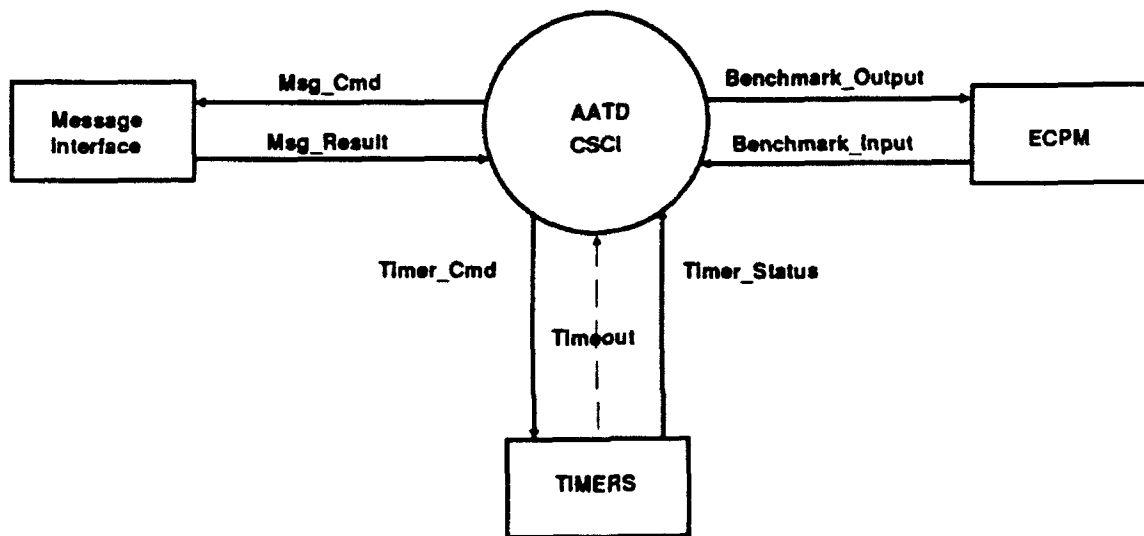 Msg_Cmd
Benchmark_Output
Message
Interface
AATD
CSCI
ECPM
Msg_Result
Benchmark_Input
Timer_Cmd
Timer_Status
Timeout
TIMERS